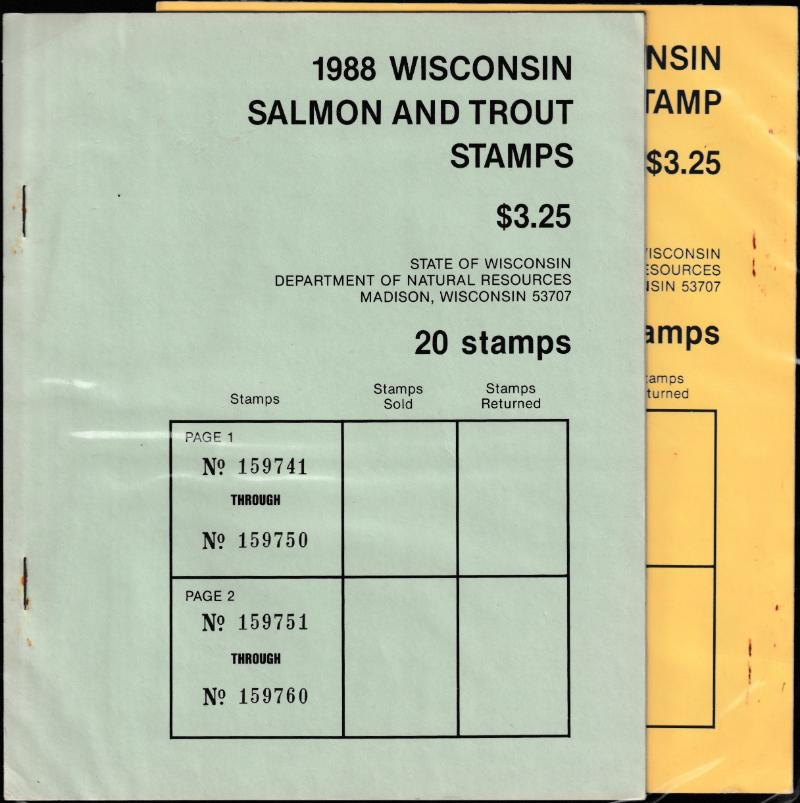 1988 WISCONSIN
SALMON AND TROUT
STAMPS
$3.25
STATE OF WISCONSIN
DEPARTMENT OF NATURAL RESOURCES
MADISON, WISCONSIN 53707
20 stamps
Stamps
Stamps
Sold
Stamps
Returned
PAGE 1
Nº 159741
THROUGH
Nº 159750
PAGE 2
Nº 159751
THROUGH
Nº 159760
NSIN
TAMP
$3.25
ISCONSIN
ESOURCES
SIN 53707
amps
tamps
turned